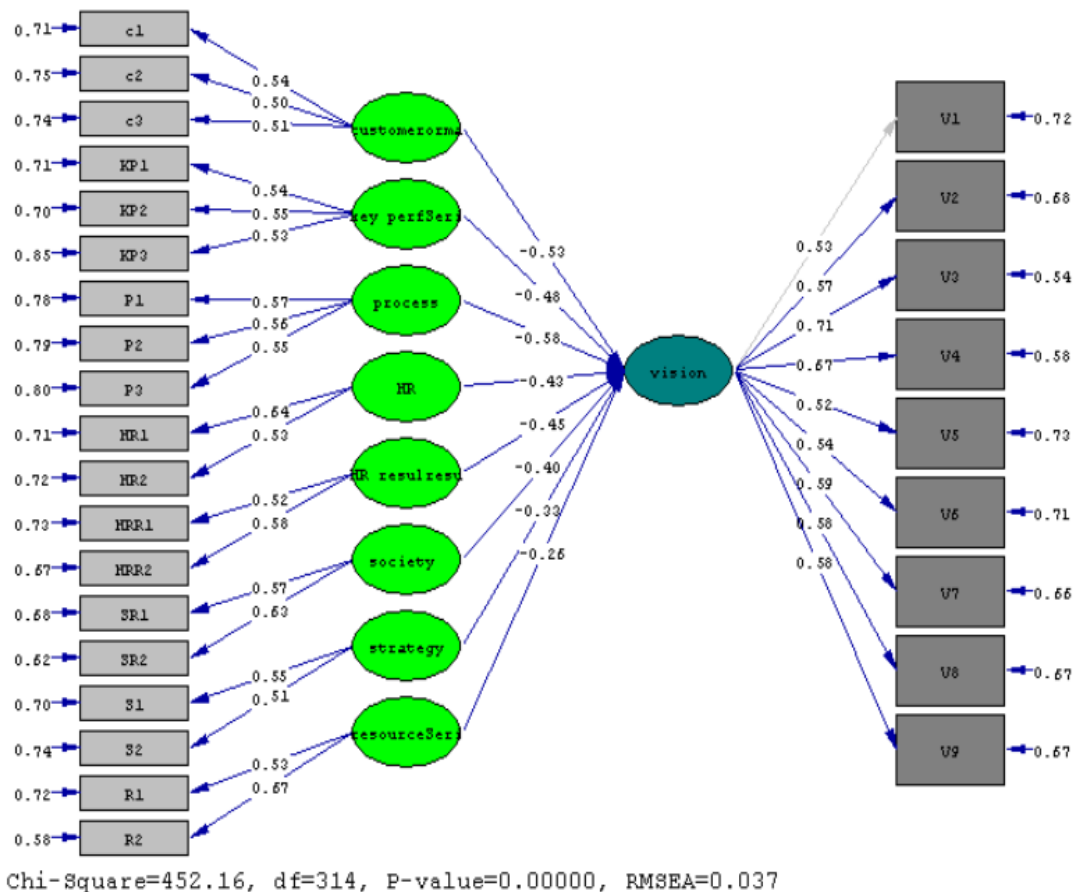 0.71 c1
0.75 c2
0.74 c3
0.71 KP1
0.70 KP2
0.85 KP3
0.78 P1
0.79 P2
0.80 P3
0.71 HR1
0.72 HR2
0.73 HRR1
0.67 HRR2
0.68 SR1
0.62 SR2
0.70 S1
0.74 S2
0.72 R1
0.58 R2
0.54
0.50
0.51
0.54
0.55
0.53
0.57
0.56
0.55
0.64
0.53
0.52
0.58
0.57
0.63
0.55
0.51
0.53
0.67
customerorma
key perfSeri
process
HR
HR resulresu
society
strategy
resourceSeri
-0.53
-0.48
-0.58
-0.43
-0.45
-0.40
-0.33
-0.26
vision
0.53
0.57
0.71
0.67
0.52
0.54
0.59
0.58
0.58
V1 0.72
V2 0.68
V3 0.54
V4 0.58
V5 0.73
V6 0.71
V7 0.66
V8 0.67
V9 0.67
Chi-Square=452.16, df=314, P-value=0.00000, RMSEA=0.037